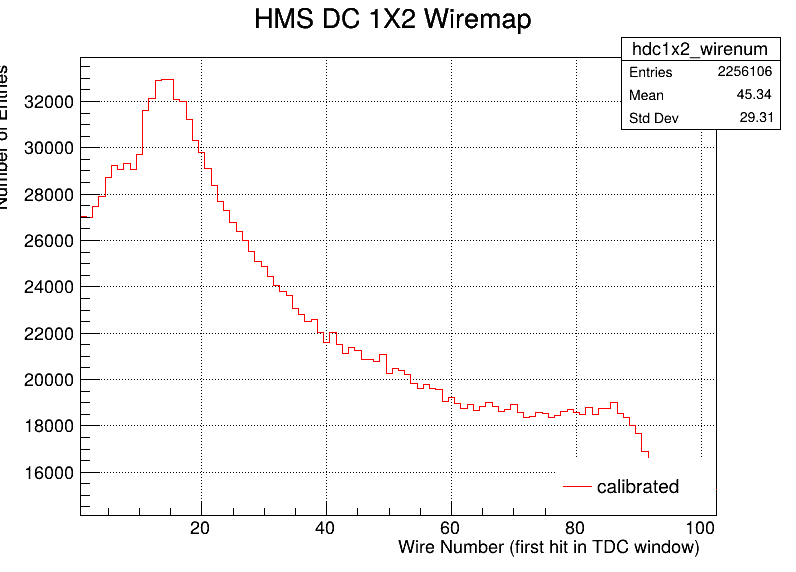 HMS DC 1X2 Wiremap
hdc1x2_wirenum
Entries 2256106
Mean 45.34
Std Dev 29.31
Number of Entries
32000
30000
28000
26000
24000
22000
20000
18000
16000
calibrated
20 40 60 80 100
Wire Number (first hit in TDC window)